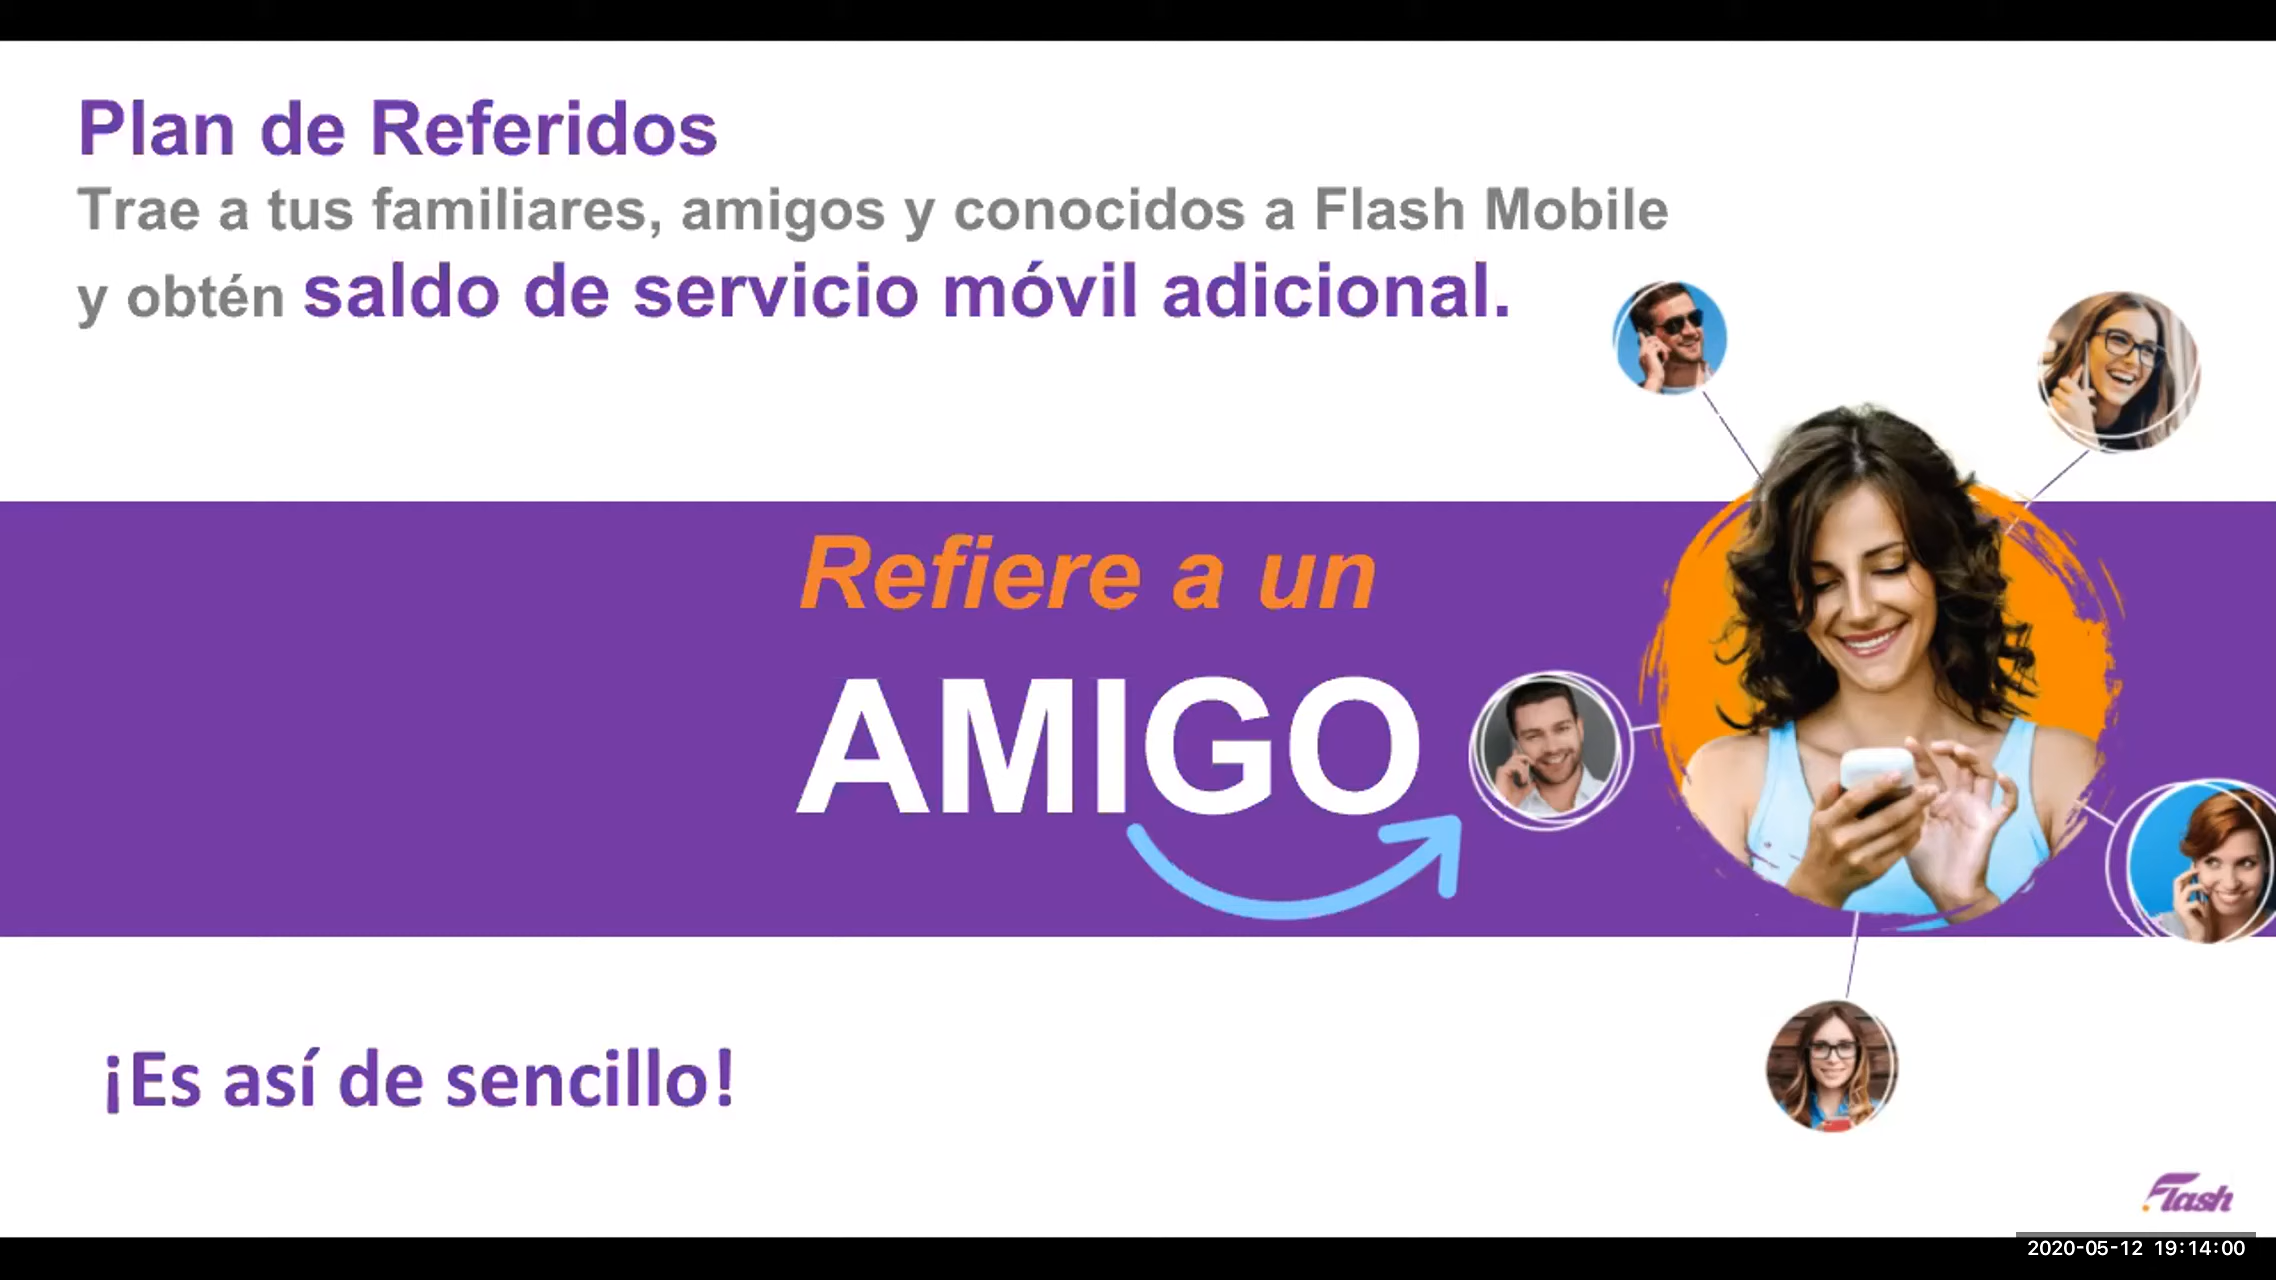 Plan de Referidos
Trae a tus familiares, amigos y conocidos a Flash Mobile
y obtén saldo de servicio móvil adicional.
Refiere a un
AMIGO
¡Es así de sencillo!
Flash
2020-05-12 19:14:00